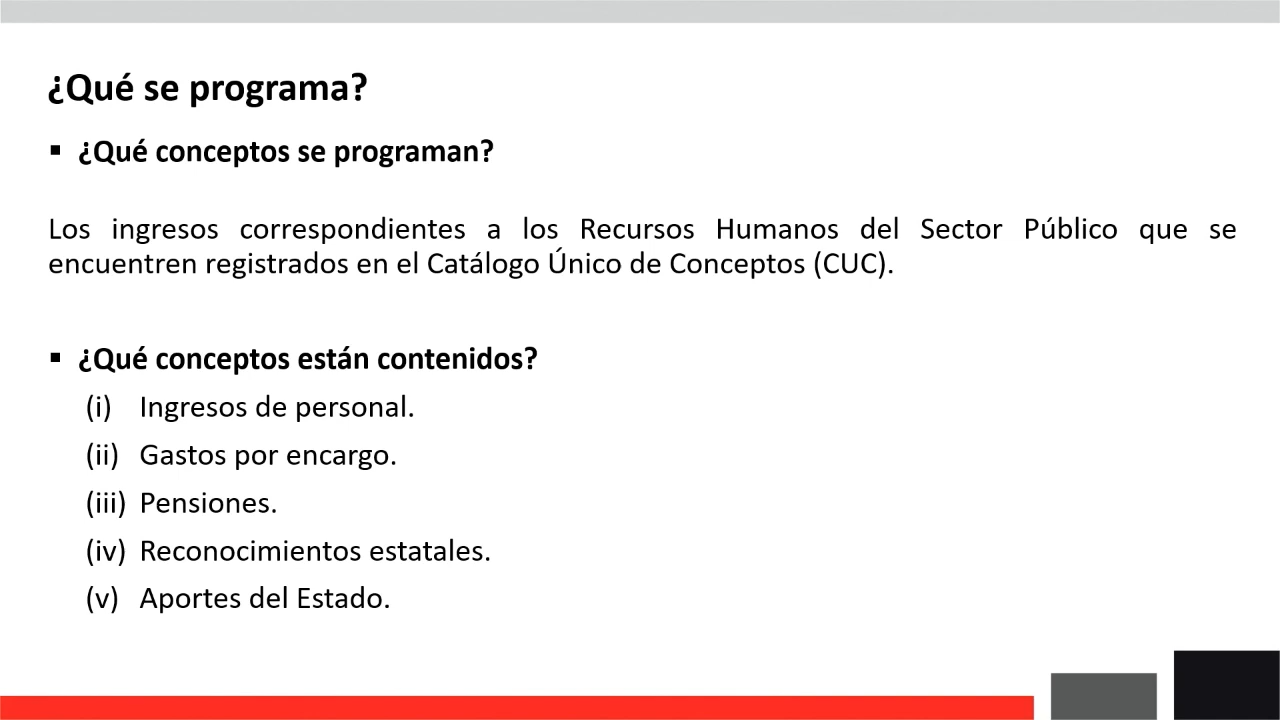 ¿Qué se programa?
▪ ¿Qué conceptos se programan?
Los ingresos correspondientes a los Recursos Humanos del Sector Público que se
encuentren registrados en el Catálogo Único de Conceptos (CUC).
▪ ¿Qué conceptos están contenidos?
(i) Ingresos de personal.
(ii) Gastos por encargo.
(iii) Pensiones.
(iv) Reconocimientos estatales.
(v) Aportes del Estado.